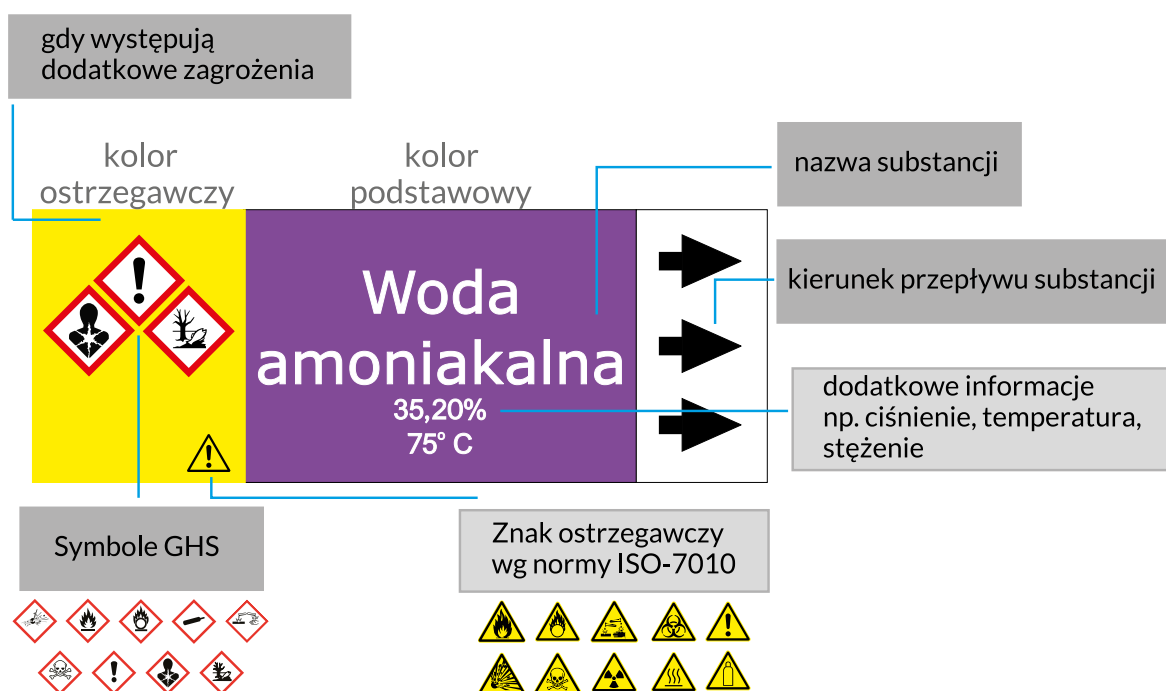 gdy występują
dodatkowe zagrożenia
kolor
ostrzegawczy
kolor
podstawowy
nazwa substancji
Woda
amoniakalna
35,20%
75° C
kierunek przepływu substancji
dodatkowe informacje
np. ciśnienie, temperatura,
stężenie
Symbole GHS
Znak ostrzegawczy
wg normy ISO-7010